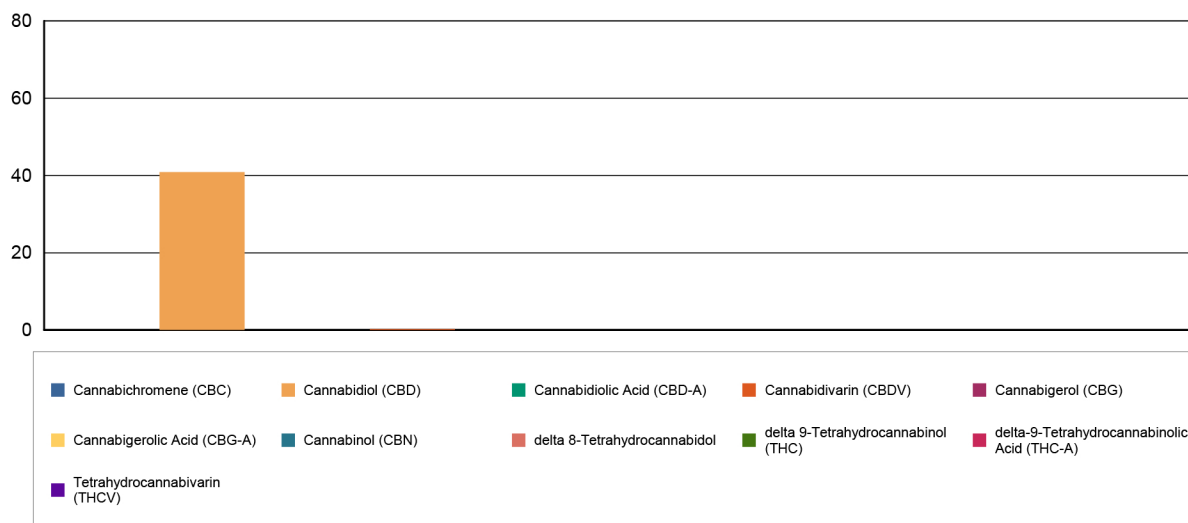 80
60
40
20
0
Cannabichromene (CBC)
Cannabidiol (CBD)
Cannabidiolic Acid (CBD-A)
Cannabidivarin (CBDV)
Cannabigerol (CBG)
Cannabigerolic Acid (CBG-A)
Cannabinol (CBN)
delta 8-Tetrahydrocannabidol
delta 9-Tetrahydrocannabinol
(THC)
delta-9-Tetrahydrocannabinolic
Acid (THC-A)
Tetrahydrocannabivarin
(THCV)